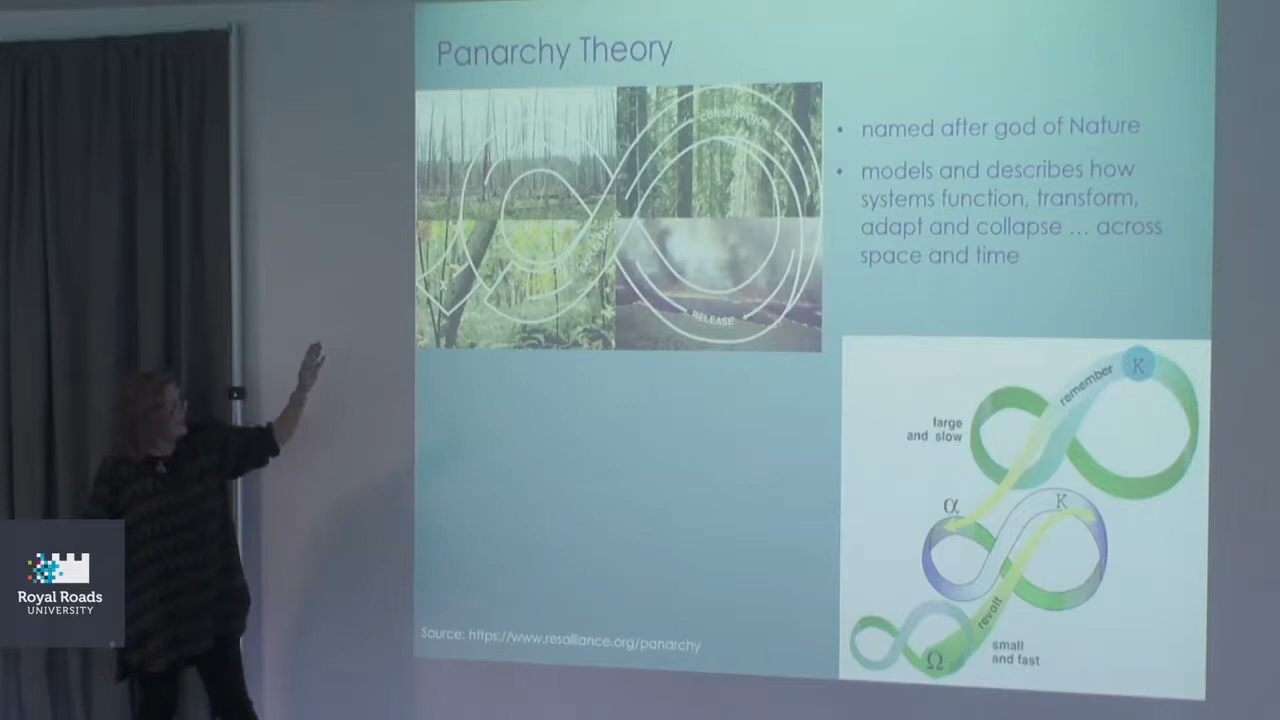 Panarchy Theory
CONSERVATION
RELEASE
• named after god of Nature
• models and describes how
systems function, transform,
adapt and collapse ... across
space and time
remember
K
large
and slow
α
K
revolt
small
and fast
Ω
Source: https://www.resalliance.org/panarchy
Royal Roads
UNIVERSITY